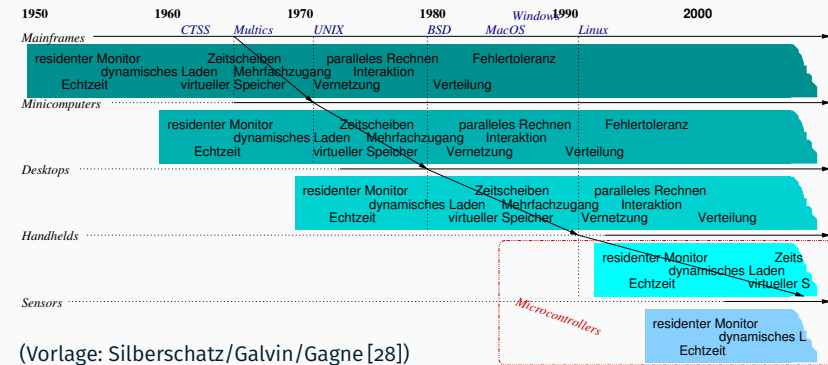 1950 1960 1970 1980 1990 2000
Windows
CTSS Multics UNIX BSD MacOS Linux
Mainframes
residenter Monitor Zeitscheiben paralleles Rechnen Fehlertoleranz
dynamisches Laden Mehrfachzugang Interaktion
Echtzeit virtueller Speicher Vernetzung Verteilung
Minicomputers
residenter Monitor Zeitscheiben paralleles Rechnen Fehlertoleranz
dynamisches Laden Mehrfachzugang Interaktion
Echtzeit virtueller Speicher Vernetzung Verteilung
Desktops
residenter Monitor Zeitscheiben paralleles Rechnen
dynamisches Laden Mehrfachzugang Interaktion
Echtzeit virtueller Speicher Vernetzung Verteilung
Handhelds
residenter Monitor Zeits
dynamisches Laden
Echtzeit virtueller S
Sensors
Microcontrollers
residenter Monitor
dynamisches L
Echtzeit
(Vorlage: Silberschatz/Galvin/Gagne [28])